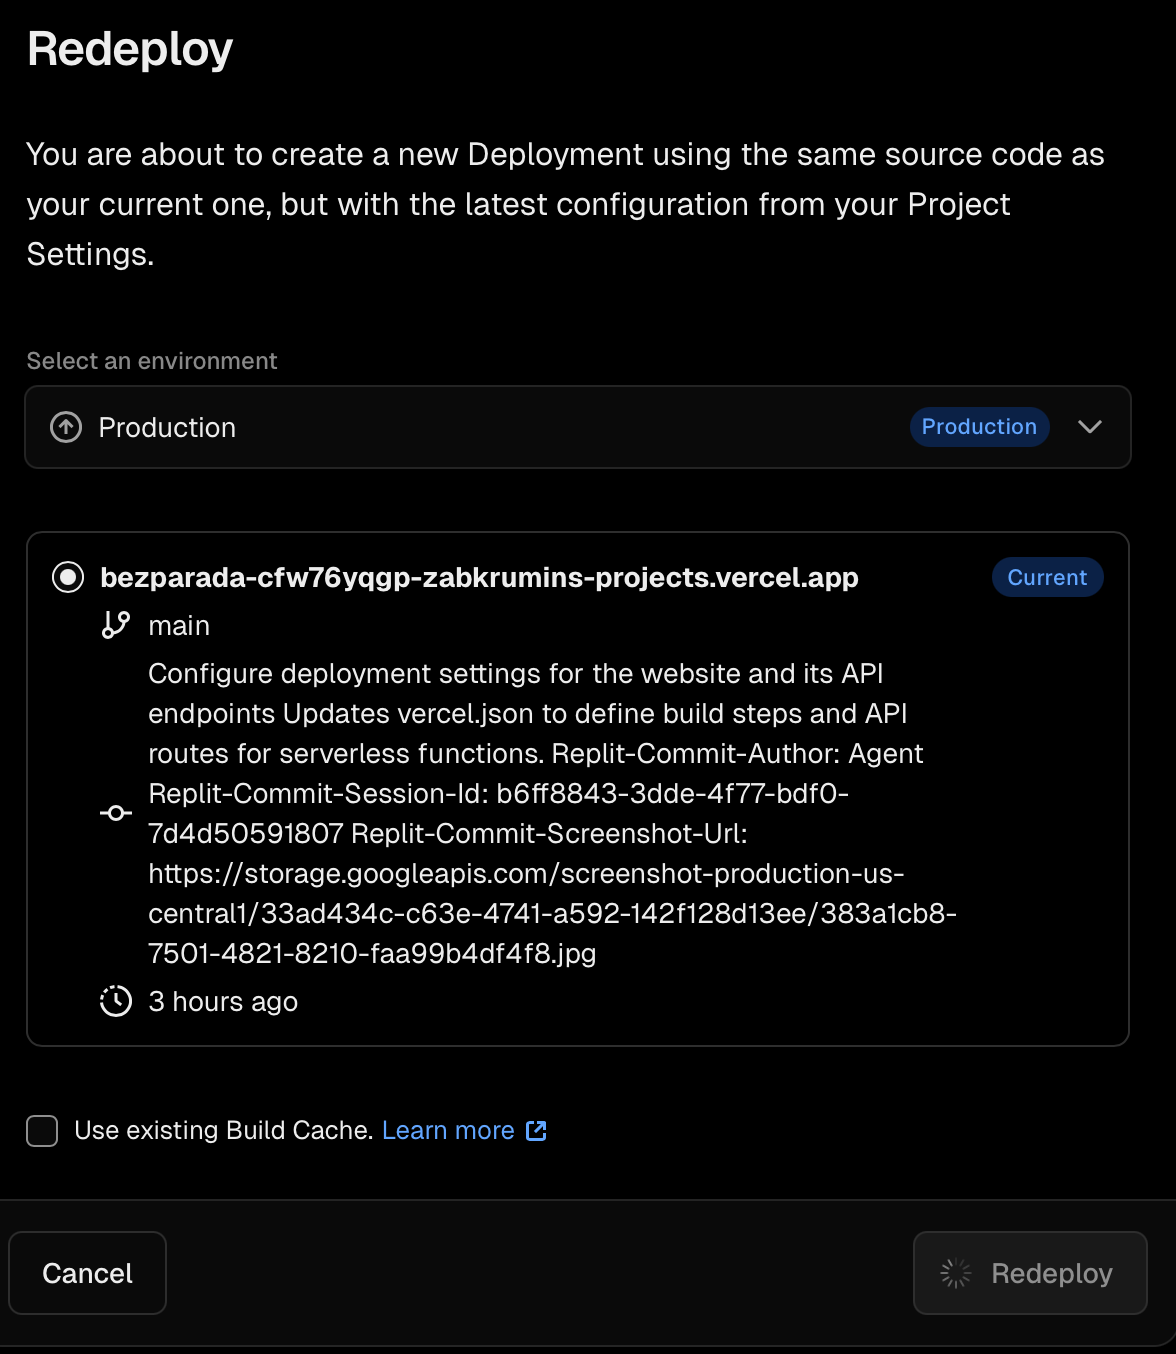 Redeploy
You are about to create a new Deployment using the same source code as
your current one, but with the latest configuration from your Project
Settings.
Select an environment
Production
Production
bezparada-cfw76yqgp-zabkrumins-projects.vercel.app
Current
main
Configure deployment settings for the website and its API
endpoints Updates vercel.json to define build steps and API
routes for serverless functions. Replit-Commit-Author: Agent
Replit-Commit-Session-Id: b6ff8843-3dde-4f77-bdf0-
7d4d50591807 Replit-Commit-Screenshot-Url:
https://storage.googleapis.com/screenshot-production-us-
central1/33ad434c-c63e-4741-a592-142f128d13ee/383a1cb8-
7501-4821-8210-faa99b4df4f8.jpg
3 hours ago
Use existing Build Cache. Learn more
Cancel
Redeploy